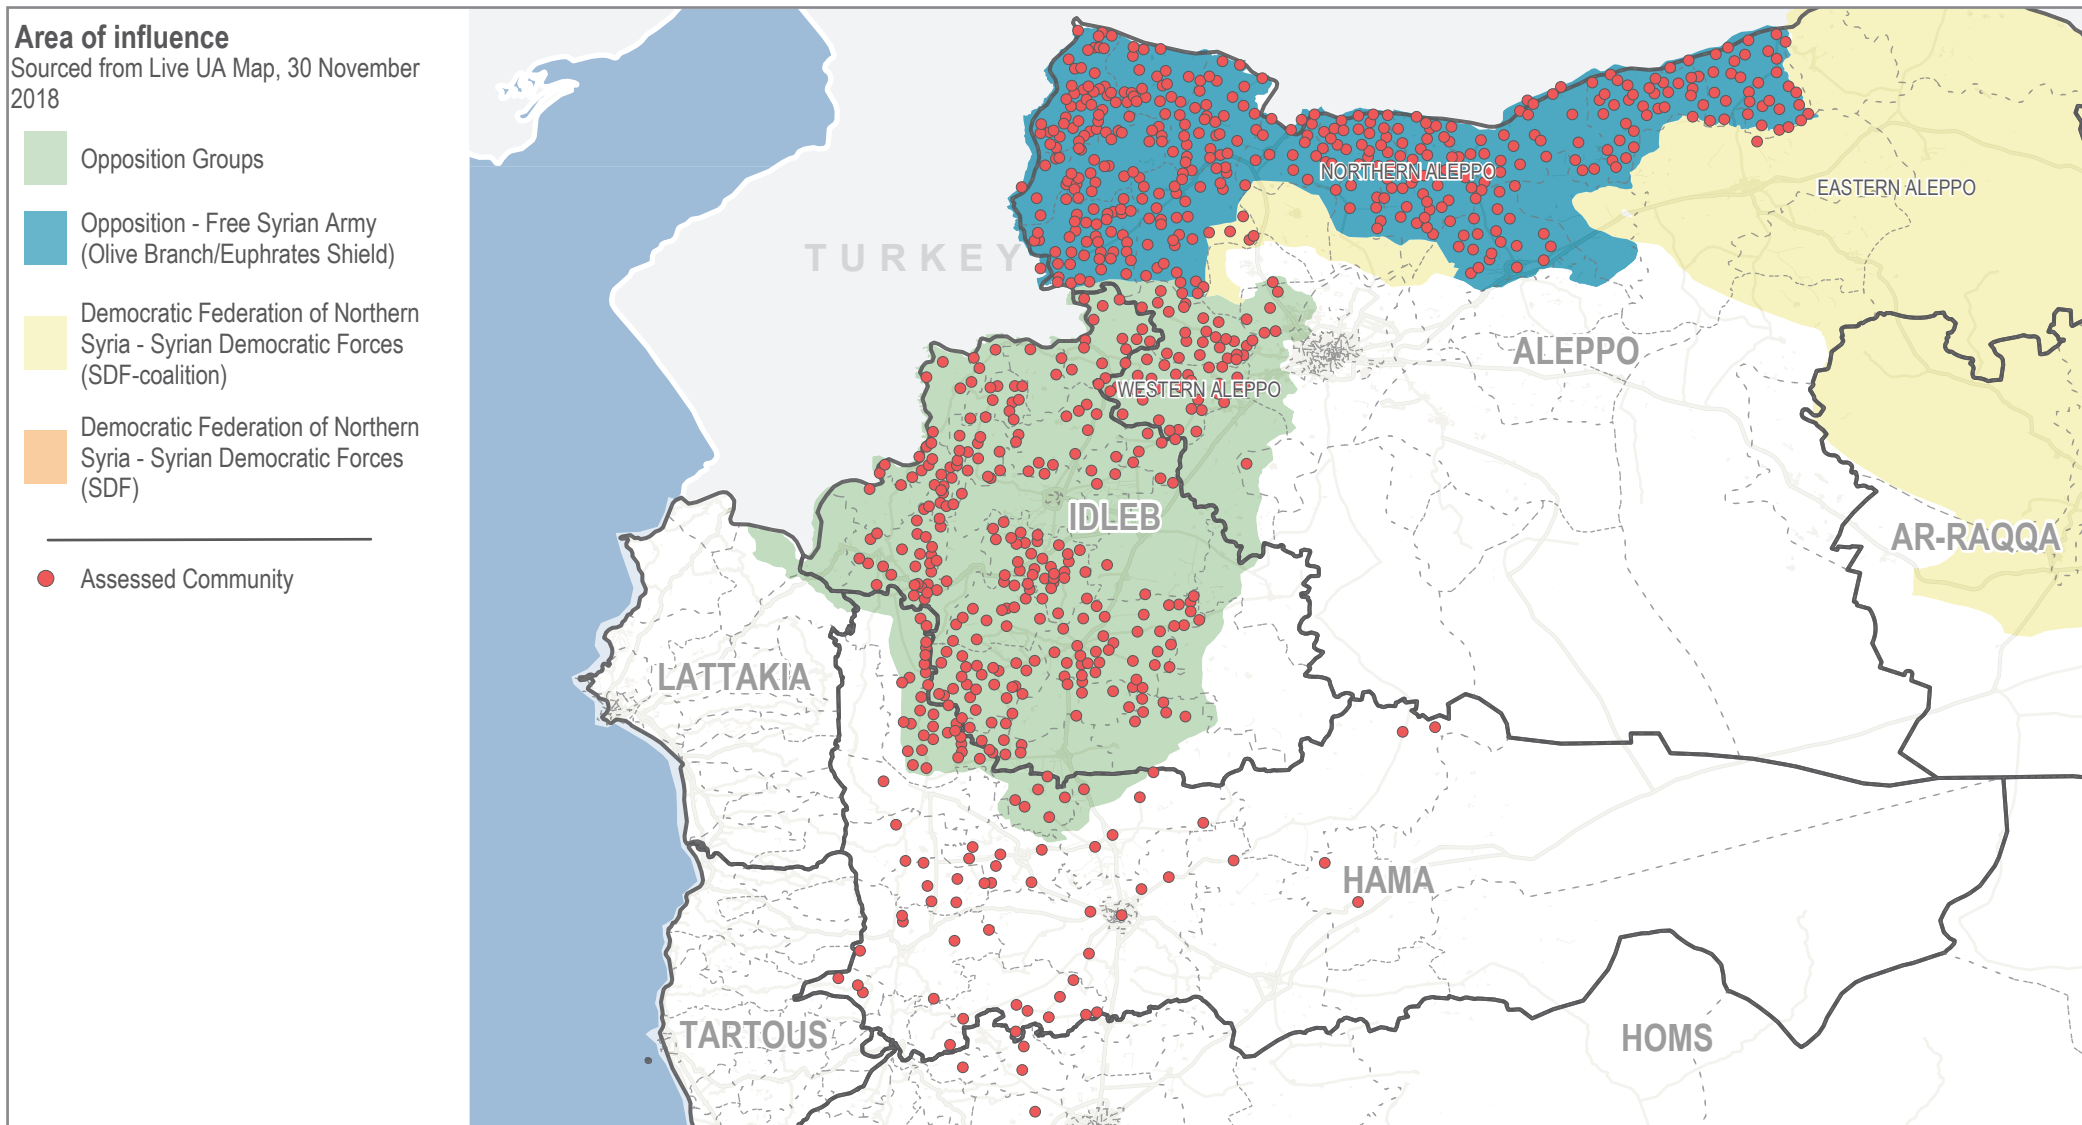 Area of influence
Sourced from Live UA Map, 30 November
2018
Opposition Groups
Opposition - Free Syrian Army
(Olive Branch/Euphrates Shield)
Democratic Federation of Northern
Syria - Syrian Democratic Forces
(SDF-coalition)
Democratic Federation of Northern
Syria - Syrian Democratic Forces
(SDF)
Assessed Community
NORTHERN ALEPPO
EASTERN ALEPPO
TURKEY
ALEPPO
WESTERN ALEPPO
IDLEB
AR-RAQQA
LATTAKIA
HAMA
TARTOUS
HOMS